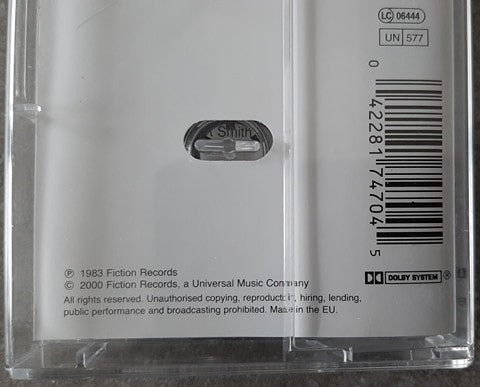 LC 06444
UN 577
0 42281 74704 5
t Smith
℗ 1983 Fiction Records
© 2000 Fiction Records, a Universal Music Company
DOLBY SYSTEM ®
All rights reserved. Unauthorised copying, reproduction, hiring, lending,
public performance and broadcasting prohibited. Made in the EU.